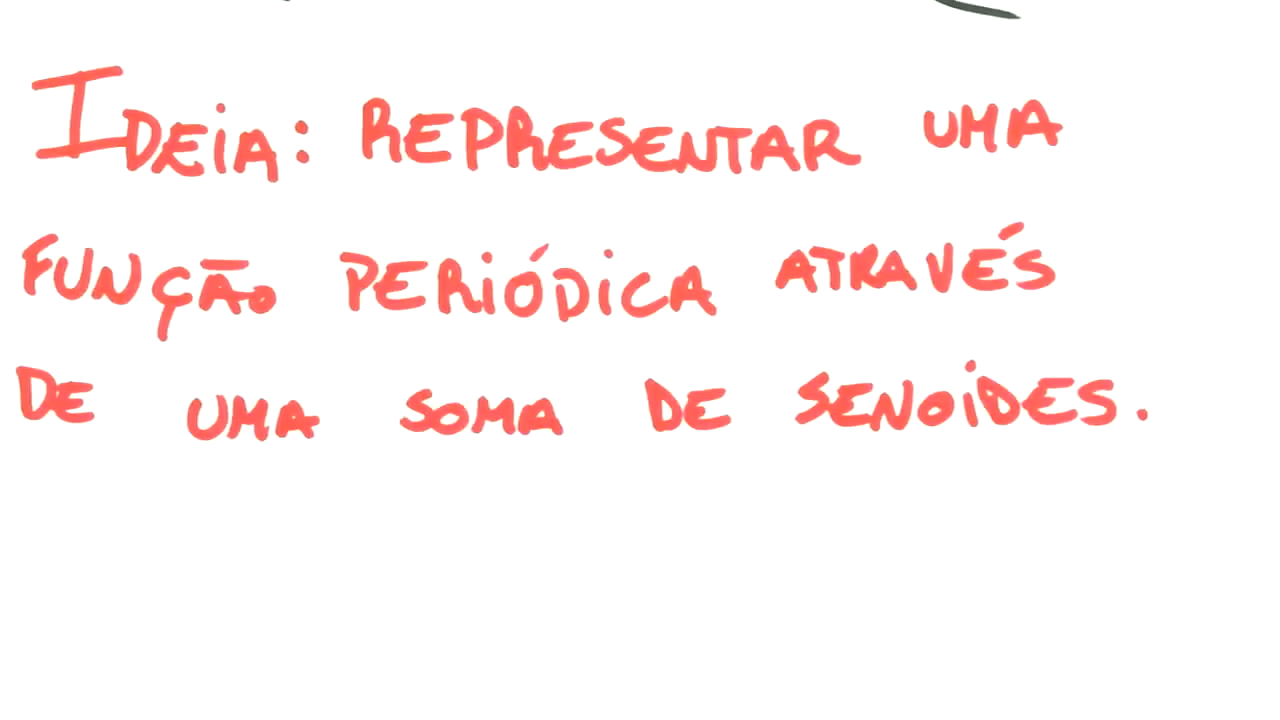 IDEIA: REPRESENTAR UMA
FUNÇÃO PERIÓDICA ATRAVÉS
DE UMA SOMA DE SENOIDES.